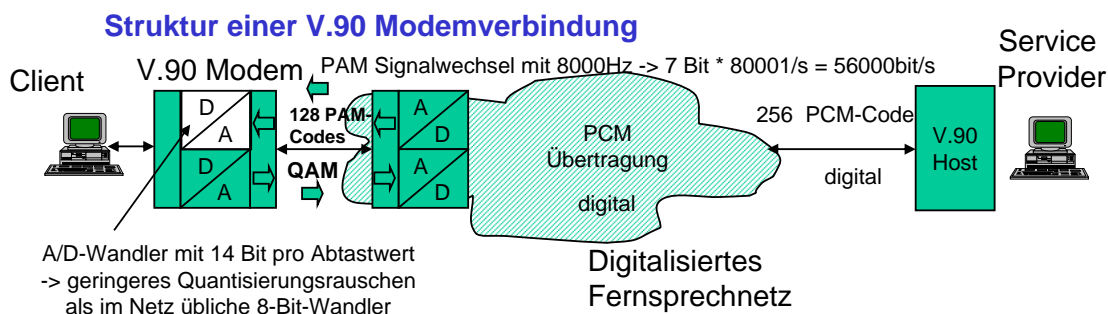 Struktur einer V.90 Modemverbindung
Client
V.90 Modem
PAM Signalwechsel mit 8000Hz -> 7 Bit * 80001/s = 56000bit/s
Service
Provider
D
A
D
A
128 PAM-
Codes
QAM
A
D
A
D
PCM
Übertragung
digital
256 PCM-Code
digital
V.90
Host
A/D-Wandler mit 14 Bit pro Abtastwert
-> geringeres Quantisierungsrauschen
als im Netz übliche 8-Bit-Wandler
Digitalisiertes
Fernsprechnetz